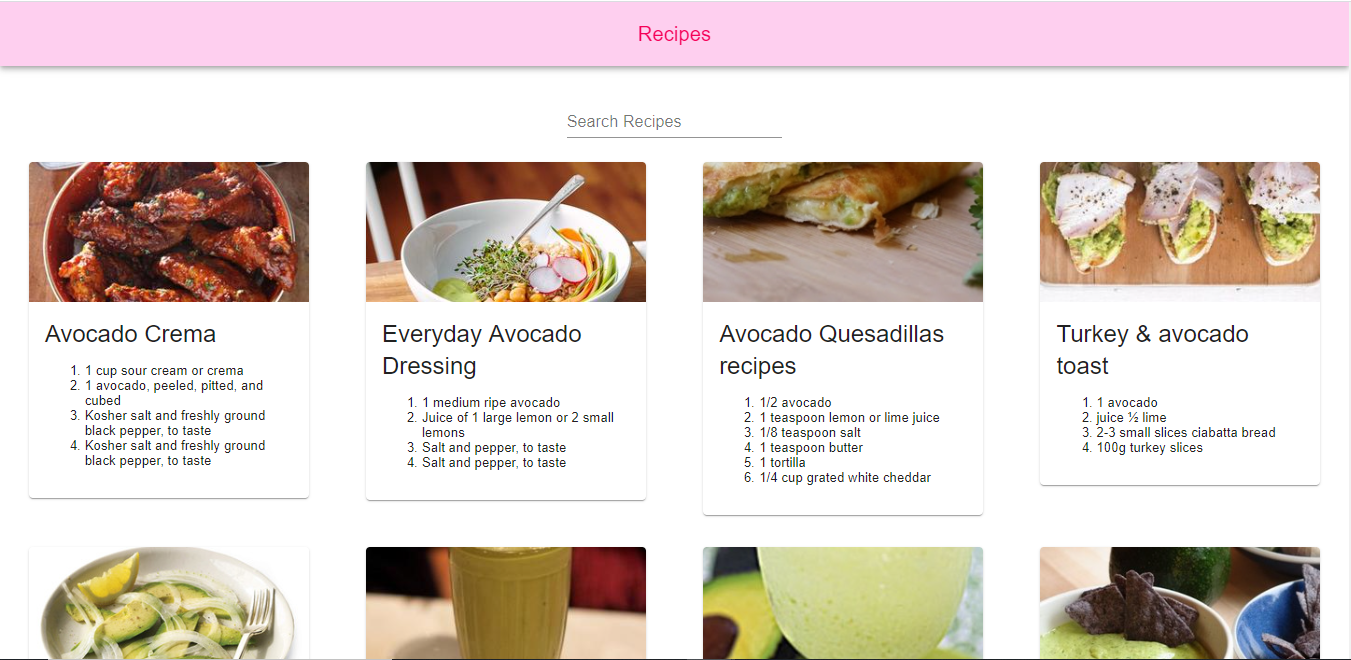 Recipes
Search Recipes
Avocado Crema
1. 1 cup sour cream or crema
2. 1 avocado, peeled, pitted, and
cubed
3. Kosher salt and freshly ground
black pepper, to taste
4. Kosher salt and freshly ground
black pepper, to taste
Everyday Avocado
Dressing
1. 1 medium ripe avocado
2. Juice of 1 large lemon or 2 small
lemons
3. Salt and pepper, to taste
4. Salt and pepper, to taste
Avocado Quesadillas
recipes
1. 1/2 avocado
2. 1 teaspoon lemon or lime juice
3. 1/8 teaspoon salt
4. 1 teaspoon butter
5. 1 tortilla
6. 1/4 cup grated white cheddar
Turkey & avocado
toast
1. 1 avocado
2. juice ½ lime
3. 2-3 small slices ciabatta bread
4. 100g turkey slices